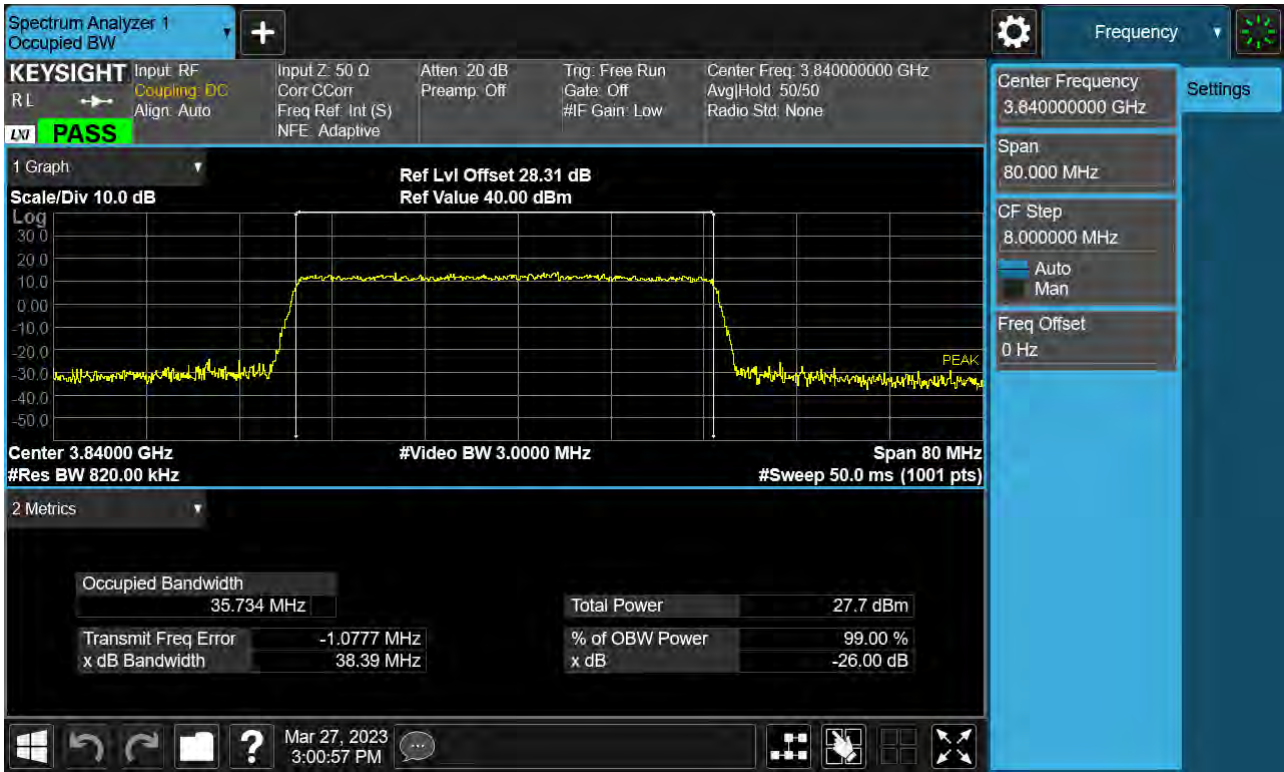 Spectrum Analyzer 1
Occupied BW
+
Frequency
KEYSIGHT
RL
LXI
PASS
Input: RF
Coupling: DC
Align: Auto
Input Z: 50 Ω
Corr CCorr
Freq Ref: Int (S)
NFE: Adaptive
Atten: 20 dB
Preamp: Off
Trig: Free Run
Gate: Off
#IF Gain: Low
Center Freq: 3.840000000 GHz
Avg|Hold: 50/50
Radio Std: None
Center Frequency
3.840000000 GHz
Settings
Span
80.000 MHz
CF Step
8.000000 MHz
Auto
Man
Freq Offset
0 Hz
1 Graph
Ref Lvl Offset 28.31 dB
Scale/Div 10.0 dB
Ref Value 40.00 dBm
Log
30.0
20.0
10.0
0.00
-10.0
-20.0
-30.0
-40.0
-50.0
PEAK
Center 3.84000 GHz
#Video BW 3.0000 MHz
Span 80 MHz
#Res BW 820.00 kHz
#Sweep 50.0 ms (1001 pts)
2 Metrics
Occupied Bandwidth
35.734 MHz
Total Power 27.7 dBm
Transmit Freq Error -1.0777 MHz
% of OBW Power 99.00 %
x dB Bandwidth 38.39 MHz
x dB -26.00 dB
?
Mar 27, 2023
3:00:57 PM